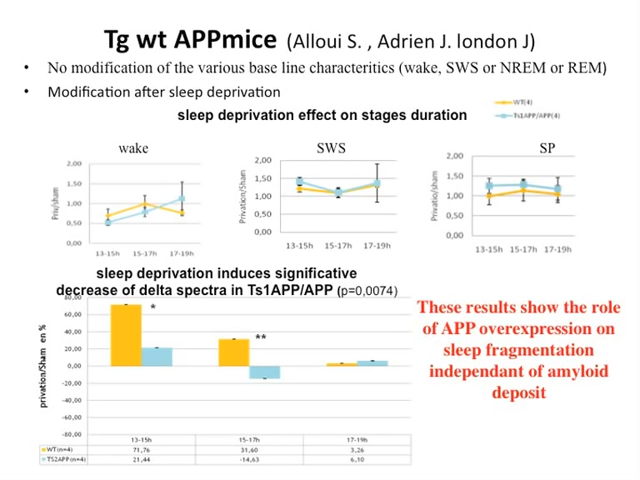 Tg wt APPmice (Alloui S. , Adrien J. london J)
• No modification of the various base line characteritics (wake, SWS or NREM or REM)
• Modification after sleep deprivation
sleep deprivation effect on stages duration
WT(4)
Ts1APP/APP(4)
wake
SWS
SP
Priv/sham
2,00
1,50
1,00
0,50
0,00
13-15h 15-17h 17-19h
Privation/Sham
2,00
1,50
1,00
0,50
0,00
13-15h 15-17h 17-19h
Privatio/sham
2,00
1,50
1,00
0,50
0,00
13-15h 15-17h 17-19h
sleep deprivation induces significative
decrease of delta spectra in Ts1APP/APP (p=0,0074)
privation/Sham en %
80,00
60,00
40,00
20,00
0,00
-20,00
-40,00
-60,00
-80,00
*
**
13-15h 15-17h 17-19h
WT(n=4) 71,76 31,60 3,26
TS2APP(n=4) 21,44 -14,63 6,10
These results show the role
of APP overexpression on
sleep fragmentation
independant of amyloid
deposit